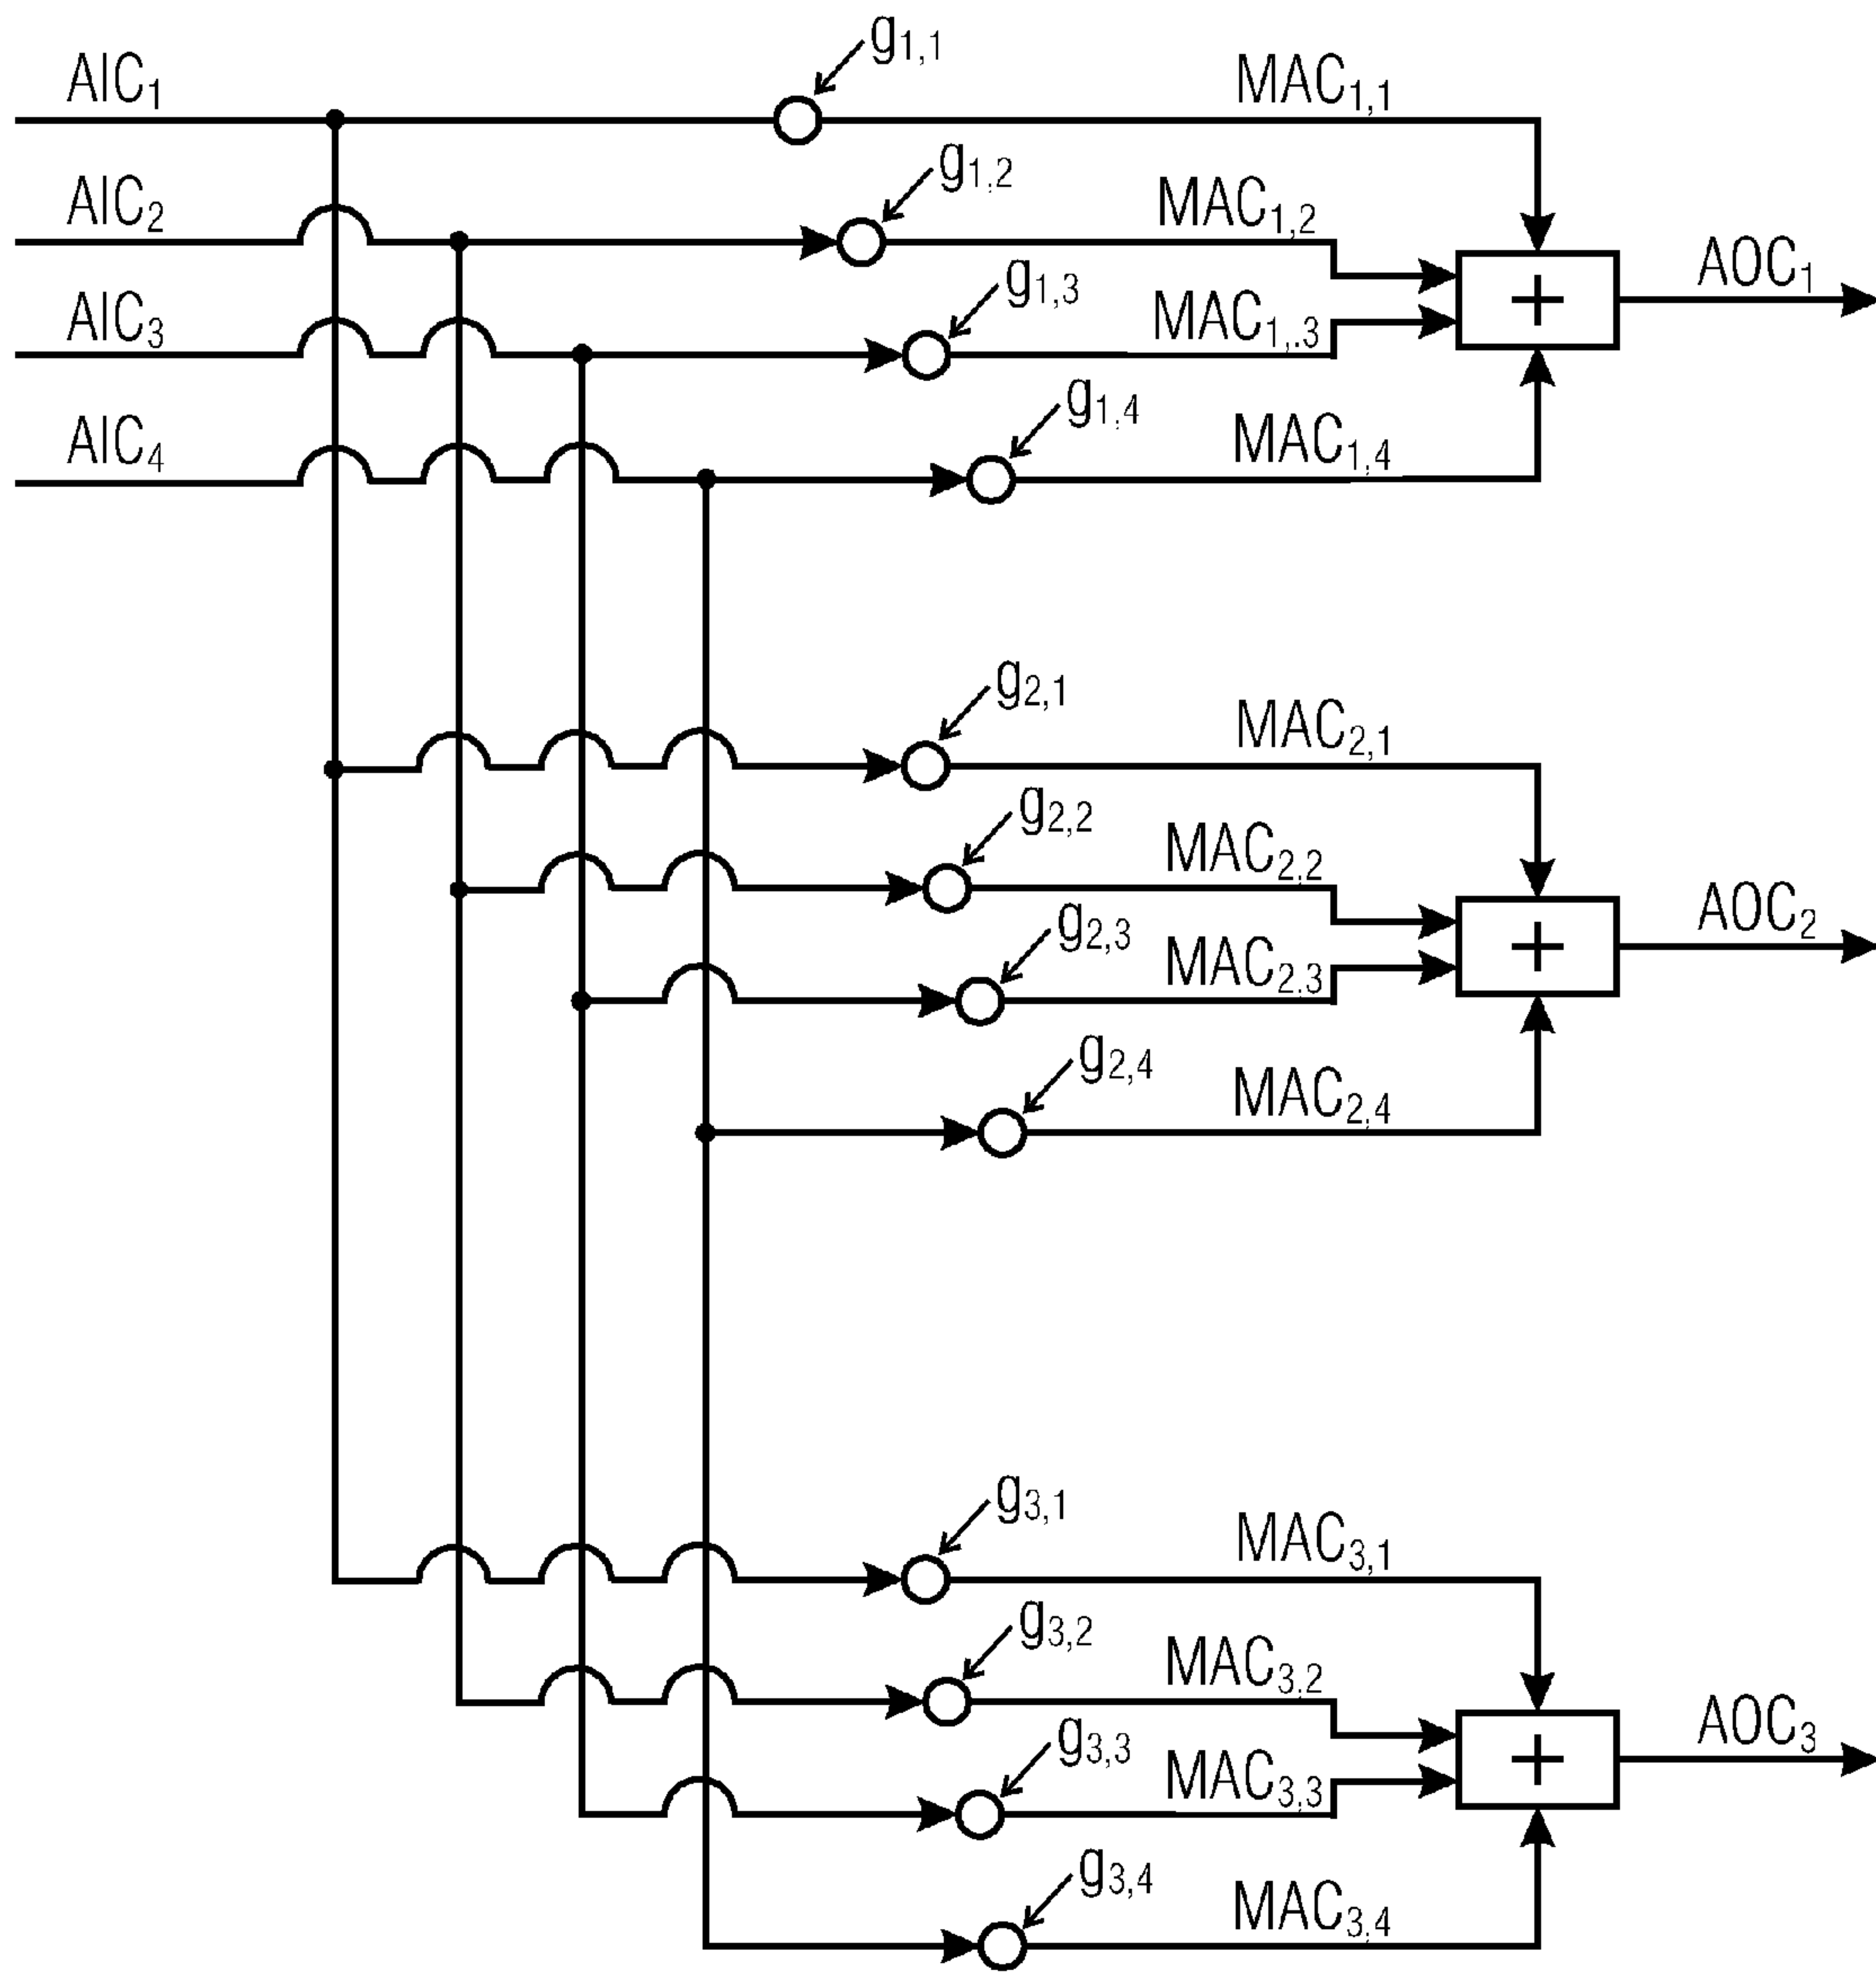 g1,1
AIC1
MAC1,1
g1,2
AIC2
MAC1,2
AOC1
g1,3
AIC3
MAC1,.3
+
g1,4
AIC4
MAC1,4
g2,1
MAC2,1
g2,2
MAC2,2
AOC2
g2,3
MAC2,3
+
g2,4
MAC2,4
g3,1
MAC3,1
g3,2
MAC3,2
AOC3
g3,3
MAC3,3
+
g3,4
MAC3,4